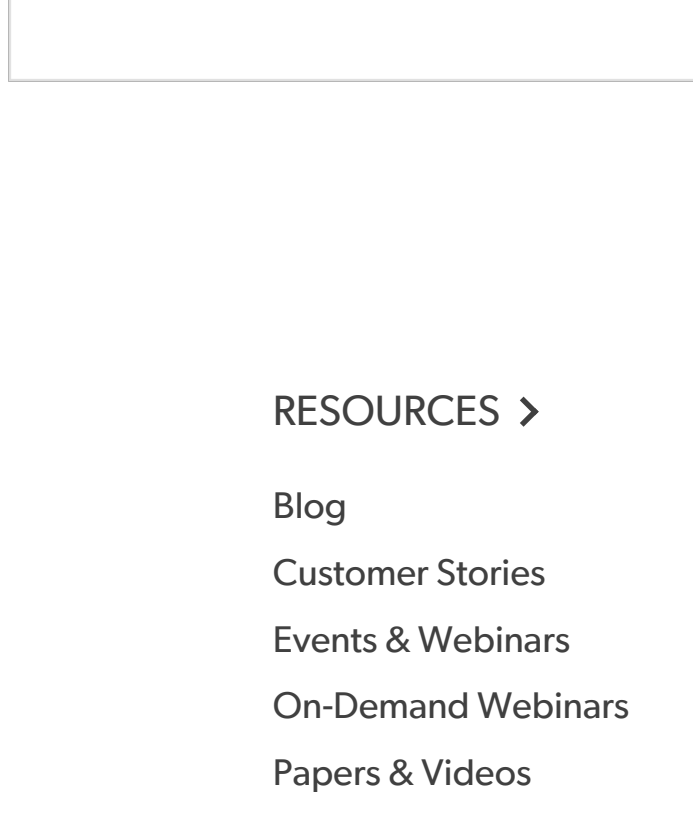 RESOURCES
Blog
Customer Stories
Events & Webinars
On-Demand Webinars
Papers & Videos